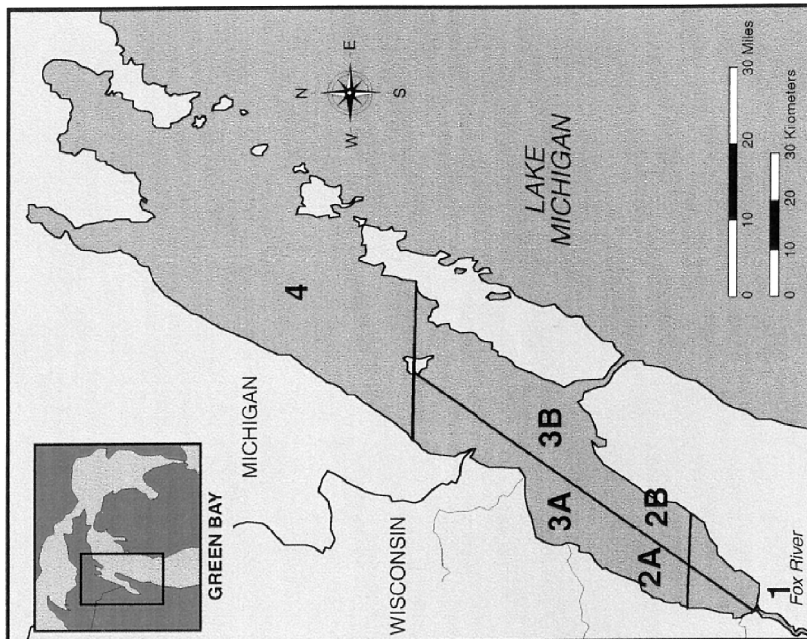 GREEN BAY
MICHIGAN
WISCONSIN
N
W
E
S
4
LAKE
MICHIGAN
3A
3B
2A
2B
1
Fox River
0 10 20 30 Miles
0 10 20 30 Kilometers